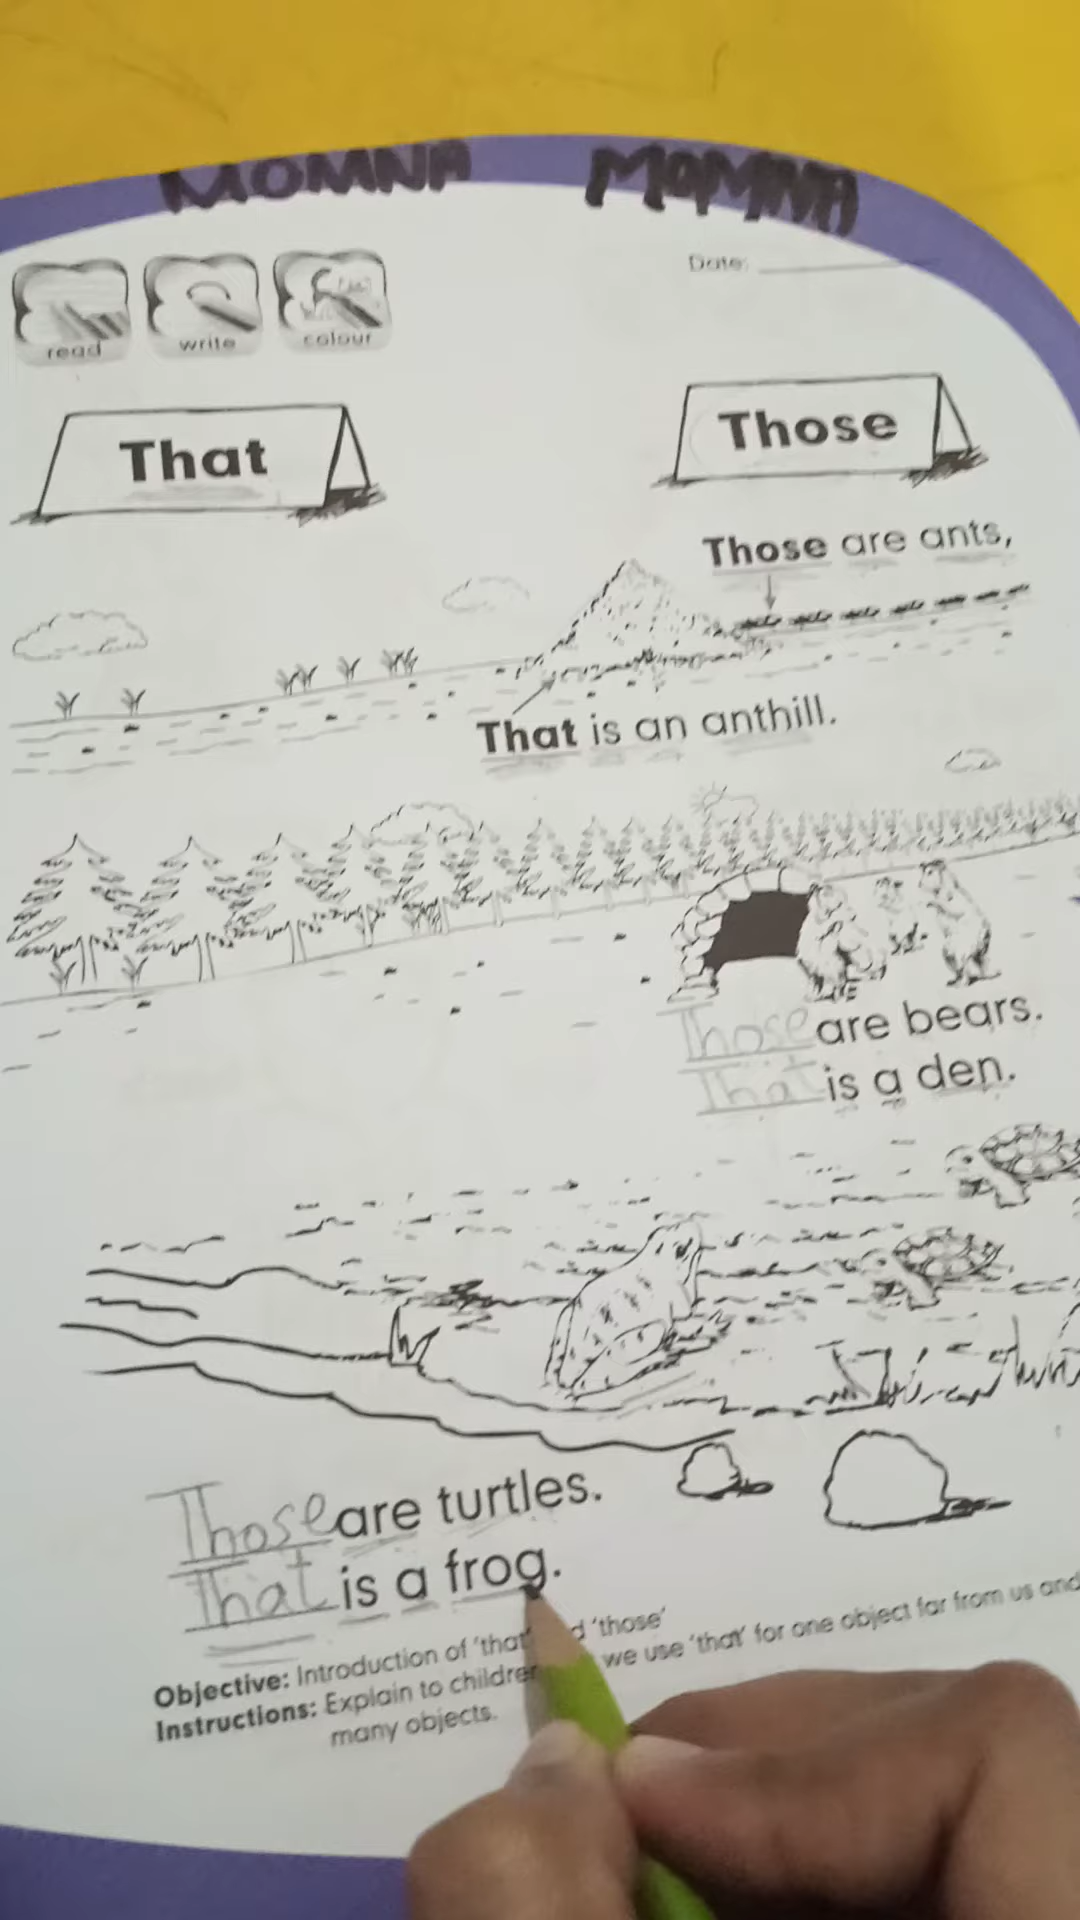 MOMNA MOMNA
Date:
read write colour
That
Those
Those are ants,
That is an anthill.
Those are bears.
That is a den.
Those are turtles.
That is a frog.
Objective: Introduction of 'that' 'those'
Instructions: Explain to children we use 'that' for one object far from us and
many objects.